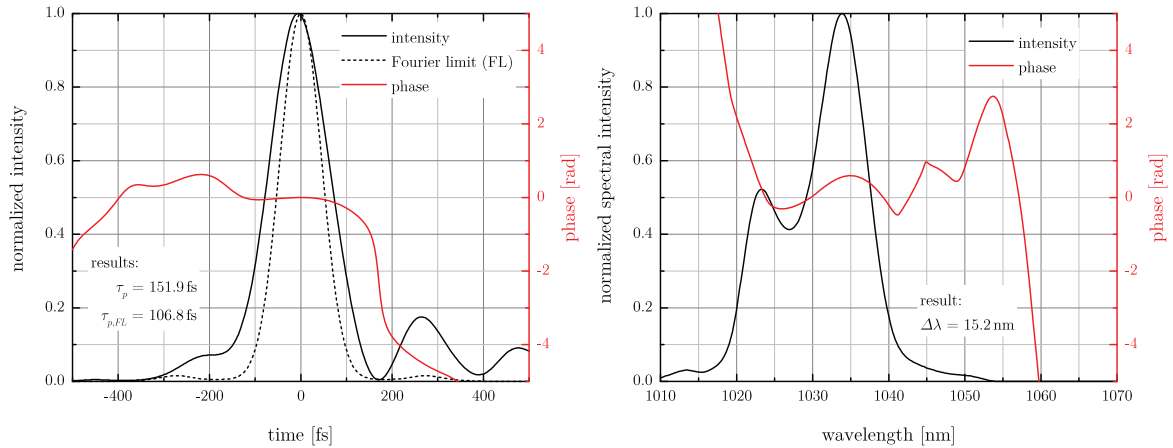 1.0
0.8
0.6
0.4
0.2
0.0
normalized intensity
-400
-200
0
200
400
time [fs]
4
2
0
-2
-4
phase [rad]
intensity
Fourier limit (FL)
phase
results:
τp = 151.9 fs
τp,FL = 106.8 fs
1.0
0.8
0.6
0.4
0.2
0.0
normalized spectral intensity
1010
1020
1030
1040
1050
1060
1070
wavelength [nm]
4
2
0
-2
-4
phase [rad]
intensity
phase
result:
Δλ = 15.2 nm